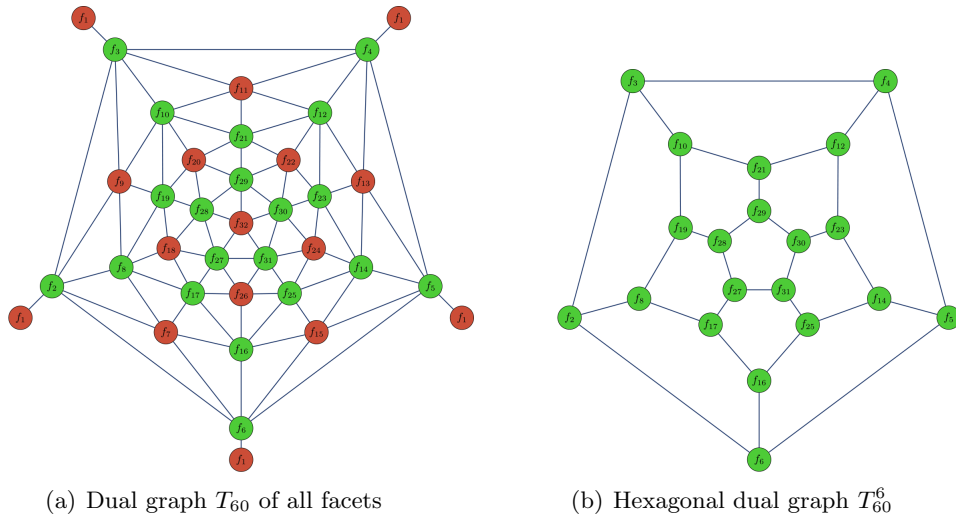 f₁ f₁
f₃ f₄
f₁₁
f₁₀ f₁₂
f₂₁
f₂₀ f₂₂
f₉ f₂₉ f₁₃
f₁₉ f₂₃
f₂₈ f₃₀
f₃₂
f₁₈ f₂₄
f₂₇ f₃₁
f₈ f₁₄
f₂ f₅
f₁₇ f₂₆ f₂₅
f₁ f₁
f₇ f₁₅
f₁₆
f₆
f₁
(a) Dual graph T₆₀ of all facets
f₃ f₄
f₁₀ f₁₂
f₂₁
f₂₉
f₁₉ f₂₃
f₂₈ f₃₀
f₂₇ f₃₁
f₈ f₁₄
f₂ f₅
f₁₇ f₂₅
f₁₆
f₆
(b) Hexagonal dual graph T⁶₆₀